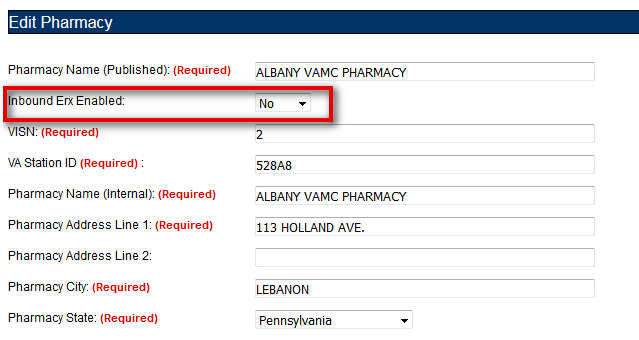 Edit Pharmacy
Pharmacy Name (Published): (Required) ALBANY VAMC PHARMACY
Inbound Erx Enabled: No
VISN: (Required) 2
VA Station ID (Required) : 528A8
Pharmacy Name (Internal): (Required) ALBANY VAMC PHARMACY
Pharmacy Address Line 1: (Required) 113 HOLLAND AVE.
Pharmacy Address Line 2:
Pharmacy City: (Required) LEBANON
Pharmacy State: (Required) Pennsylvania